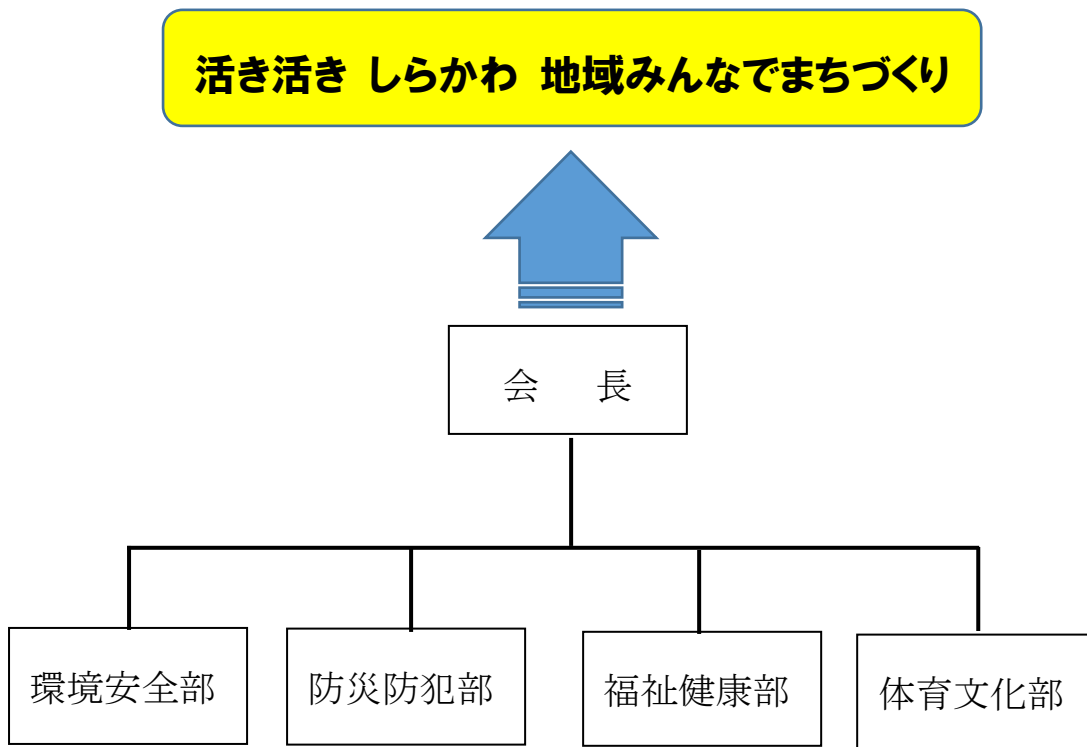 活き活き しらかわ 地域みんなでまちづくり
会 長
環境安全部
防災防犯部
福祉健康部
体育文化部